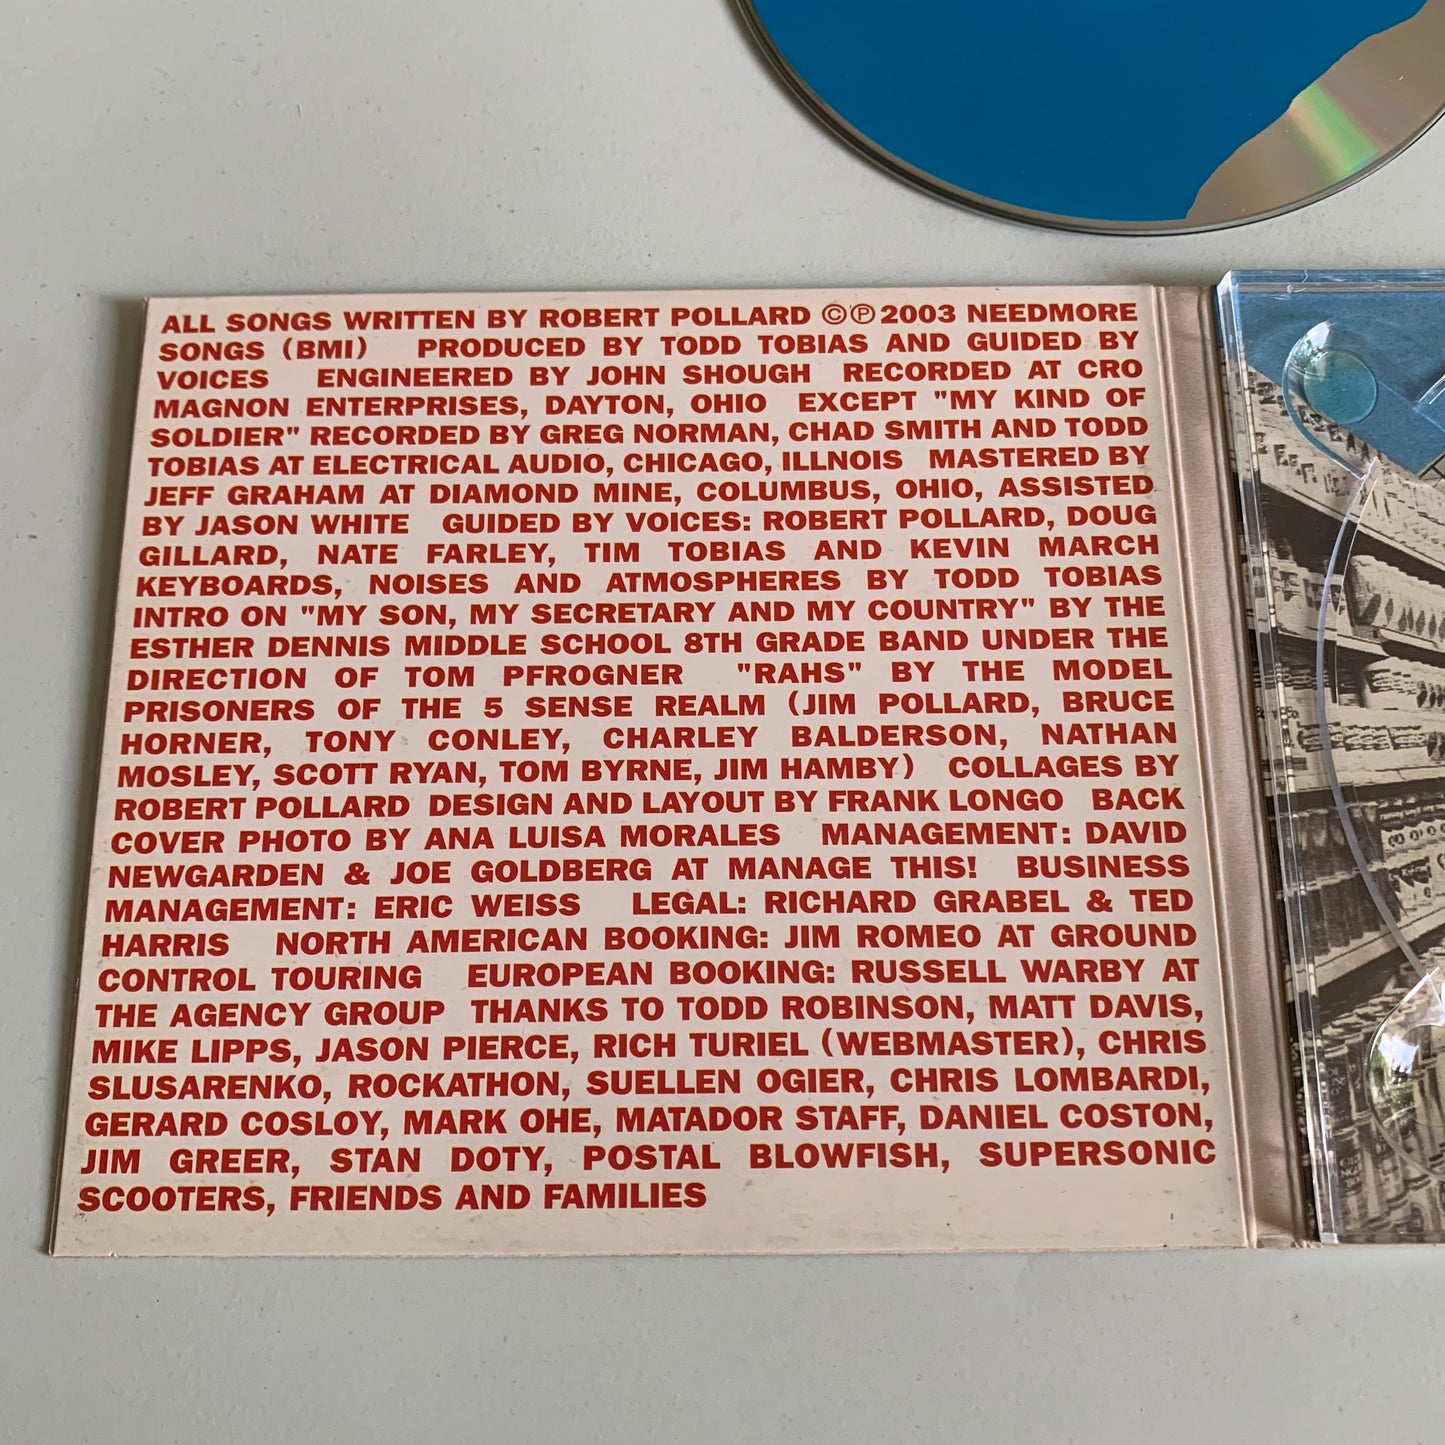 ALL SONGS WRITTEN BY ROBERT POLLARD ©℗2003 NEEDMORE
SONGS (BMI) PRODUCED BY TODD TOBIAS AND GUIDED BY
VOICES ENGINEERED BY JOHN SHOUGH RECORDED AT CRO
MAGNON ENTERPRISES, DAYTON, OHIO EXCEPT "MY KIND OF
SOLDIER" RECORDED BY GREG NORMAN, CHAD SMITH AND TODD
TOBIAS AT ELECTRICAL AUDIO, CHICAGO, ILLNOIS MASTERED BY
JEFF GRAHAM AT DIAMOND MINE, COLUMBUS, OHIO, ASSISTED
BY JASON WHITE GUIDED BY VOICES: ROBERT POLLARD, DOUG
GILLARD, NATE FARLEY, TIM TOBIAS AND KEVIN MARCH
KEYBOARDS, NOISES AND ATMOSPHERES BY TODD TOBIAS
INTRO ON "MY SON, MY SECRETARY AND MY COUNTRY" BY THE
ESTHER DENNIS MIDDLE SCHOOL 8TH GRADE BAND UNDER THE
DIRECTION OF TOM PFROGNER "RAHS" BY THE MODEL
PRISONERS OF THE 5 SENSE REALM (JIM POLLARD, BRUCE
HORNER, TONY CONLEY, CHARLEY BALDERSON, NATHAN
MOSLEY, SCOTT RYAN, TOM BYRNE, JIM HAMBY) COLLAGES BY
ROBERT POLLARD DESIGN AND LAYOUT BY FRANK LONGO BACK
COVER PHOTO BY ANA LUISA MORALES MANAGEMENT: DAVID
NEWGARDEN & JOE GOLDBERG AT MANAGE THIS! BUSINESS
MANAGEMENT: ERIC WEISS LEGAL: RICHARD GRABEL & TED
HARRIS NORTH AMERICAN BOOKING: JIM ROMEO AT GROUND
CONTROL TOURING EUROPEAN BOOKING: RUSSELL WARBY AT
THE AGENCY GROUP THANKS TO TODD ROBINSON, MATT DAVIS,
MIKE LIPPS, JASON PIERCE, RICH TURIEL (WEBMASTER), CHRIS
SLUSARENKO, ROCKATHON, SUELLEN OGIER, CHRIS LOMBARDI,
GERARD COSLOY, MARK OHE, MATADOR STAFF, DANIEL COSTON,
JIM GREER, STAN DOTY, POSTAL BLOWFISH, SUPERSONIC
SCOOTERS, FRIENDS AND FAMILIES